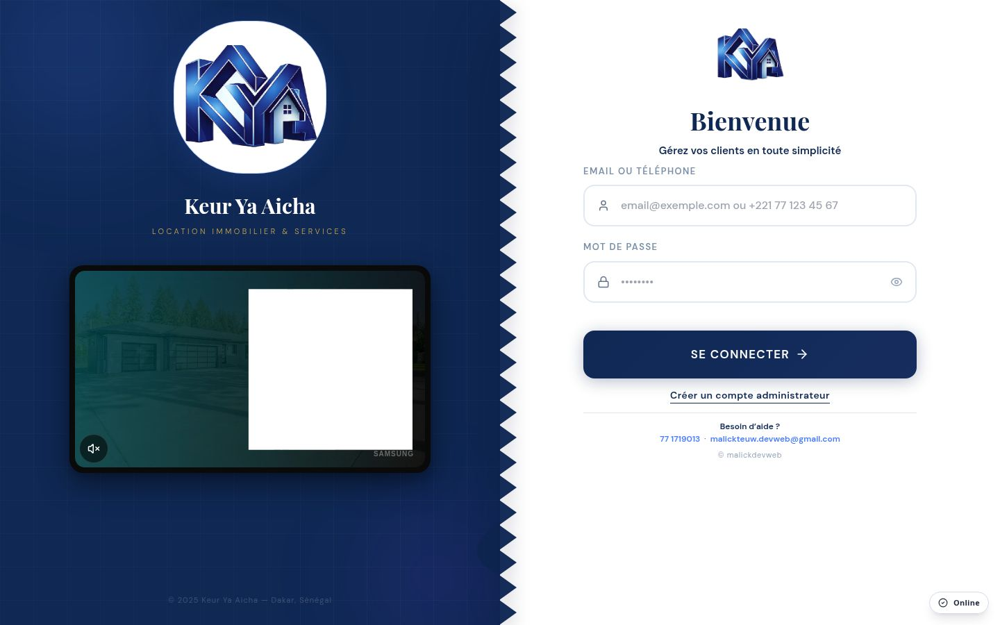 KYA
Keur Ya Aicha
LOCATION IMMOBILIER & SERVICES
SAMSUNG
© 2025 Keur Ya Aicha — Dakar, Sénégal
KYA
Bienvenue
Gérez vos clients en toute simplicité
EMAIL OU TÉLÉPHONE
email@exemple.com ou +221 77 123 45 67
MOT DE PASSE
••••••••
SE CONNECTER →
Créer un compte administrateur
Besoin d’aide ?
77 1719013 · malickteuw.devweb@gmail.com
© malickdevweb
Online